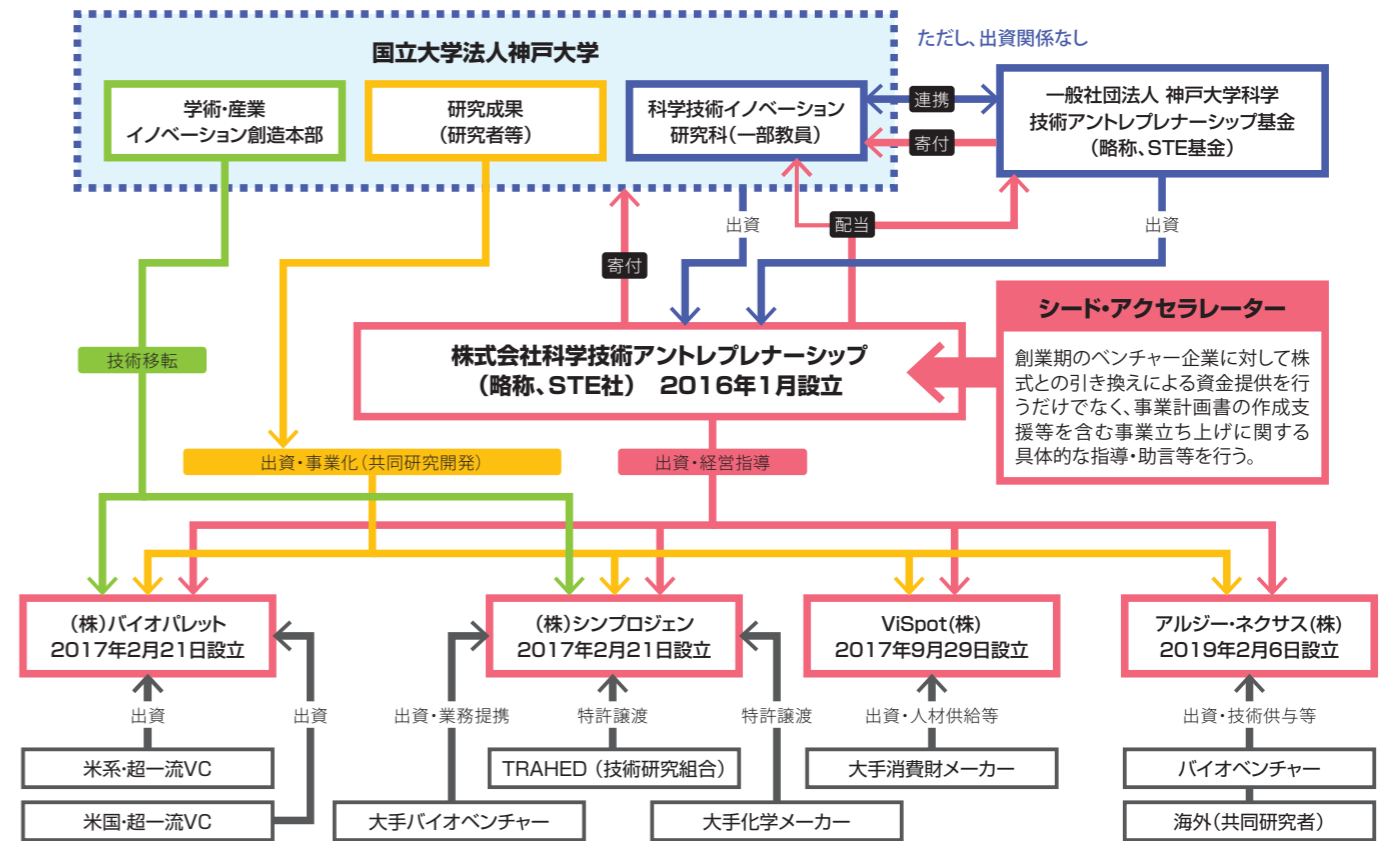 国立大学法人神戸大学
ただし、出資関係なし
学術・産業
イノベーション創造本部
研究成果
（研究者等）
科学技術イノベーション
研究科（一部教員）
連携
寄付
一般社団法人 神戸大学科学
技術アントレプレナーシップ基金
（略称、STE基金）
出資
配当
出資
寄付
シード・アクセラレーター
創業期のベンチャー企業に対して株
式との引き換えによる資金提供を行
うだけでなく、事業計画書の作成支
援等を含む事業立ち上げに関する
具体的な指導・助言等を行う。
株式会社科学技術アントレプレナーシップ
（略称、STE社） 2016年1月設立
技術移転
出資・事業化（共同研究開発）
出資・経営指導
（株）バイオパレット
2017年2月21日設立
（株）シンプロジェン
2017年2月21日設立
ViSpot(株)
2017年9月29日設立
アルジー・ネクサス(株)
2019年2月6日設立
出資
出資
出資・業務提携
特許譲渡
特許譲渡
出資・人材供給等
出資・技術供与等
米系・超一流VC
TRAHED（技術研究組合）
大手消費財メーカー
バイオベンチャー
米国・超一流VC
大手バイオベンチャー
大手化学メーカー
海外（共同研究者）